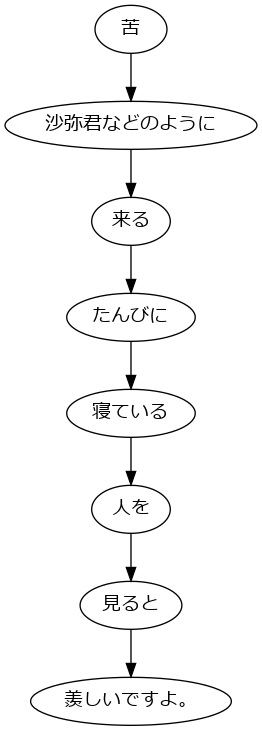 苦
沙弥君などのように
来る
たんびに
寝ている
人を
見ると
羨しいですよ。